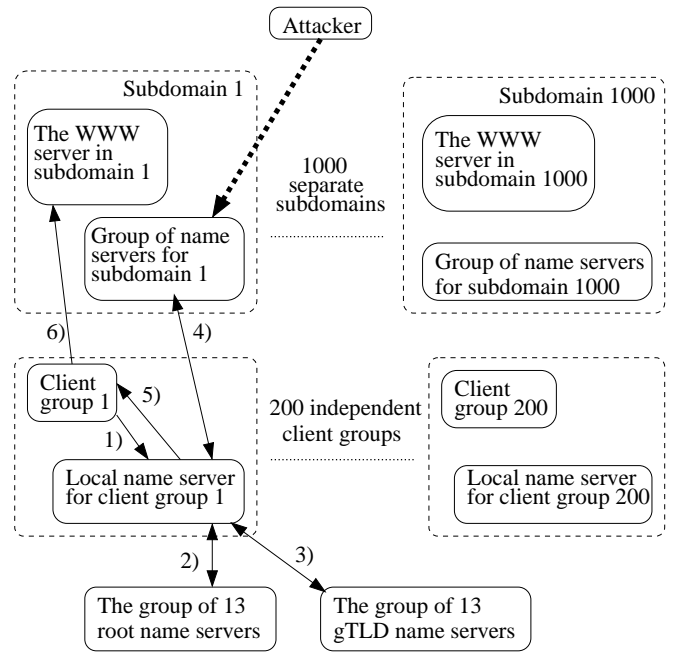 Attacker
Subdomain 1
Subdomain 1000
The WWW
server in
subdomain 1
The WWW
server in
subdomain 1000
1000
separate
subdomains
Group of name
servers for
subdomain 1
Group of name servers
for subdomain 1000
6)
4)
Client
group 1
5)
1)
200 independent
client groups
Client
group 200
Local name server
for client group 1
Local name server
for client group 200
2)
3)
The group of 13
root name servers
The group of 13
gTLD name servers